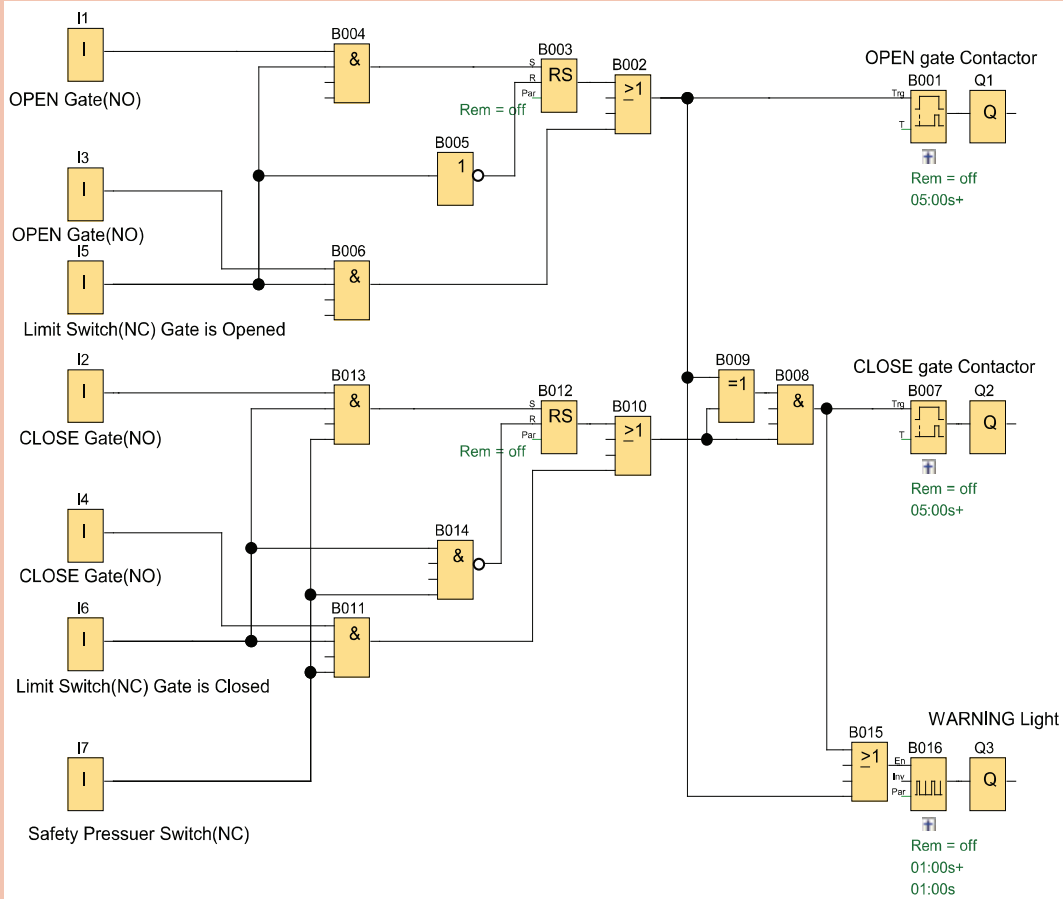 I1
I
OPEN Gate(NO)
B004
&
B003
S
R
Par
RS
Rem = off
B002
≥1
OPEN gate Contactor
B001
Trg
T
Q1
Q
Rem = off
05:00s+
B005
1
I3
I
OPEN Gate(NO)
I5
I
Limit Switch(NC) Gate is Opened
B006
&
I2
I
CLOSE Gate(NO)
B013
&
B012
S
R
Par
RS
Rem = off
B010
≥1
B009
=1
B008
&
CLOSE gate Contactor
B007
Trg
T
Q2
Q
Rem = off
05:00s+
I4
I
CLOSE Gate(NO)
B014
&
I6
I
Limit Switch(NC) Gate is Closed
B011
&
I7
I
Safety Pressuer Switch(NC)
WARNING Light
B015
≥1
B016
En
Inv
Par
Q3
Q
Rem = off
01:00s+
01:00s